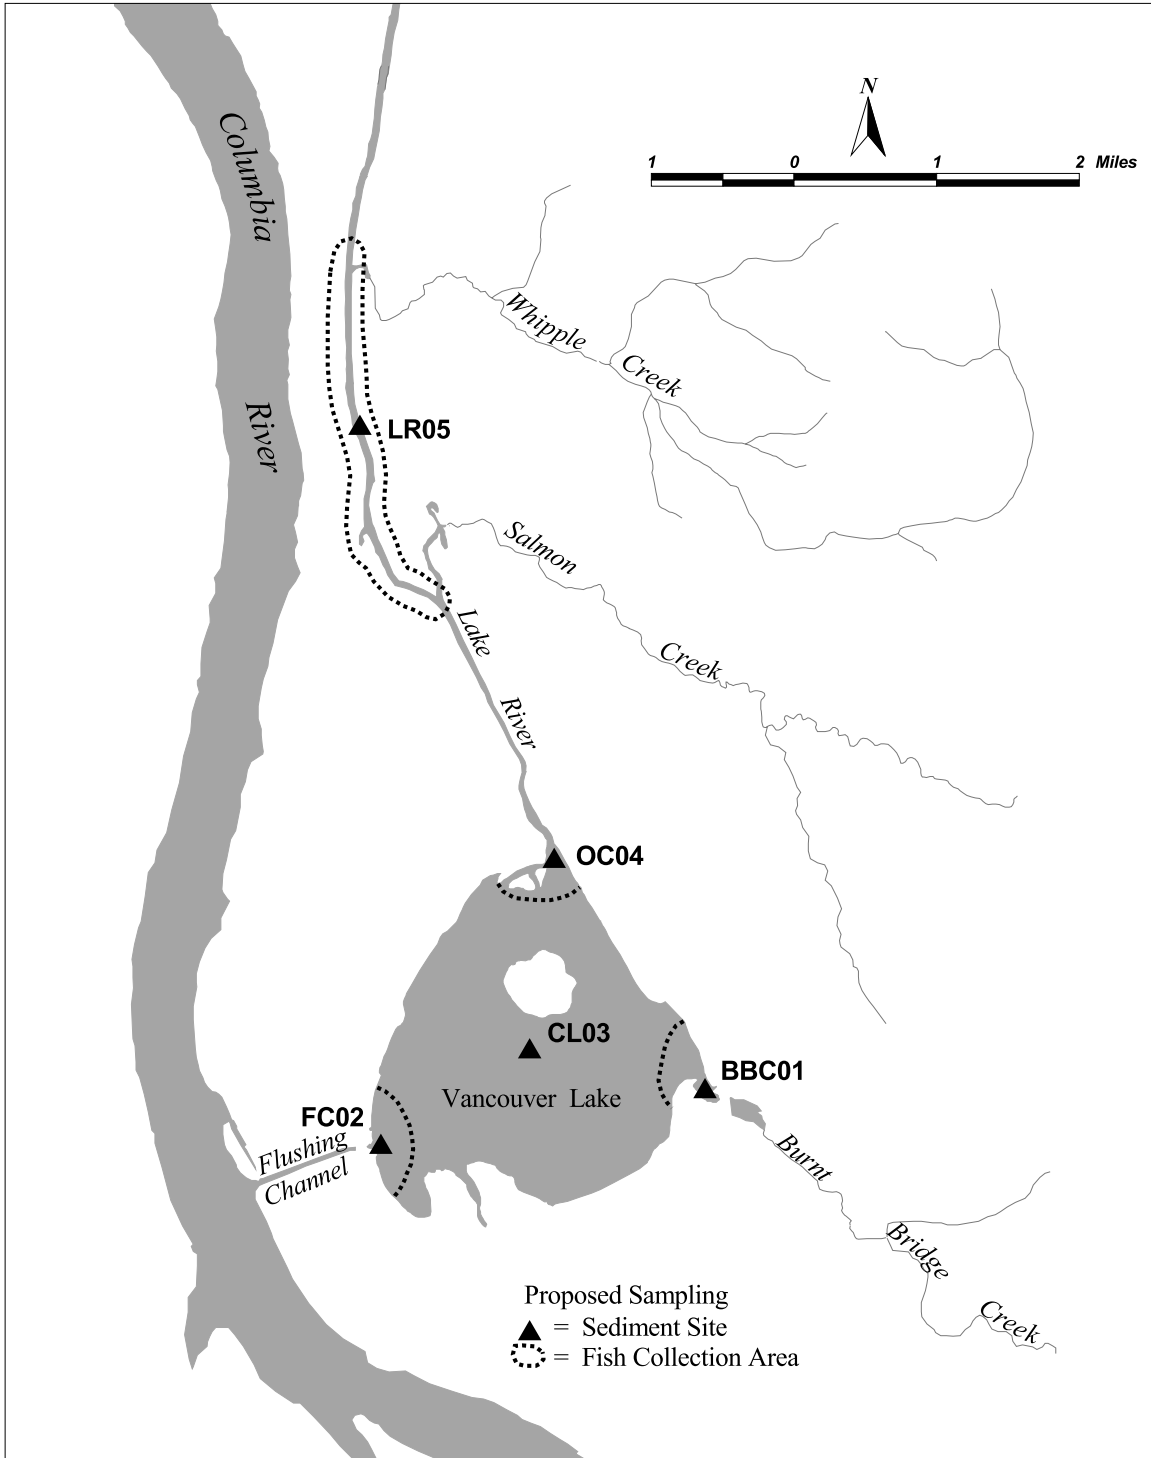 N
1 0 1 2 Miles
Columbia
River
Whipple
Creek
LR05
Salmon
Creek
Lake
River
OC04
CL03
BBC01
Vancouver Lake
FC02
Flushing
Channel
Burnt
Bridge
Creek
Proposed Sampling
= Sediment Site
= Fish Collection Area